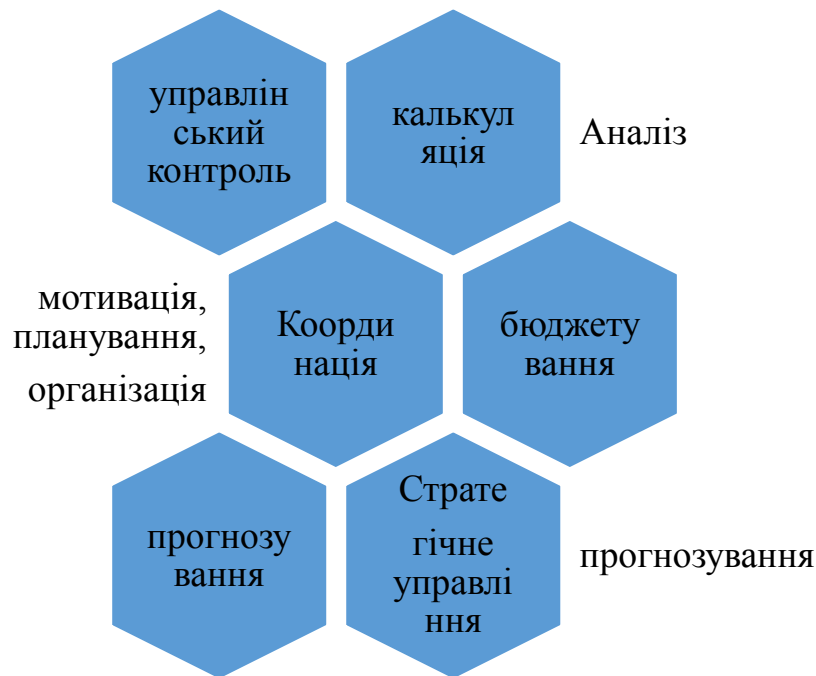 управлін
ський
контроль
калькул
яція
Аналіз
мотивація,
планування,
організація
Коорди
нація
бюджету
вання
прогнозу
вання
Страте
гічне
управлі
ння
прогнозування